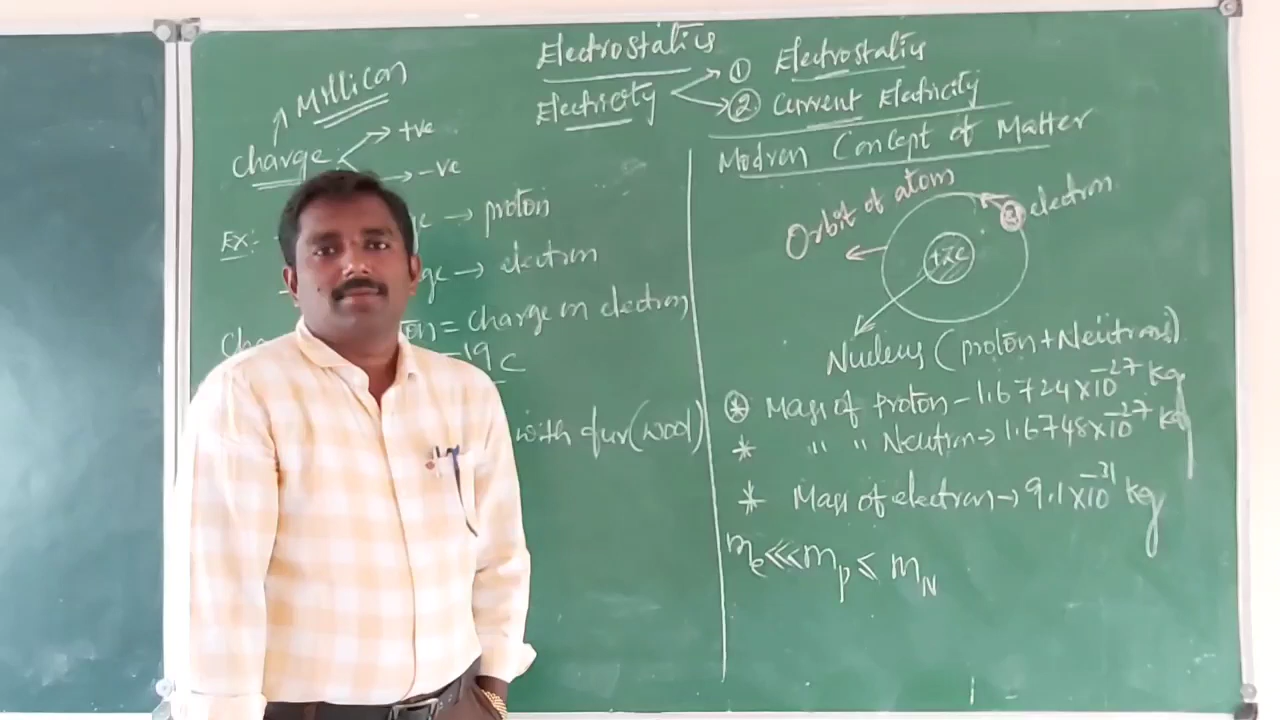 Electrostatics
Electricity
① Electrostatics
② Current Electricity
Millican
charge
+ve
-ve
Ex:-
→ proton
→ electron
= charge on electron
-19 C
with fur (wool)
Modren Concept of Matter
Orbit of atom
electron
+ze
Nucleus (proton + Neutrons)
Mass of proton - 1.6724×10^-27 kg
* " " Neutron → 1.6748×10^-27 kg
* Mass of electron → 9.1×10^-31 kg
me <<< mp ≤ mN